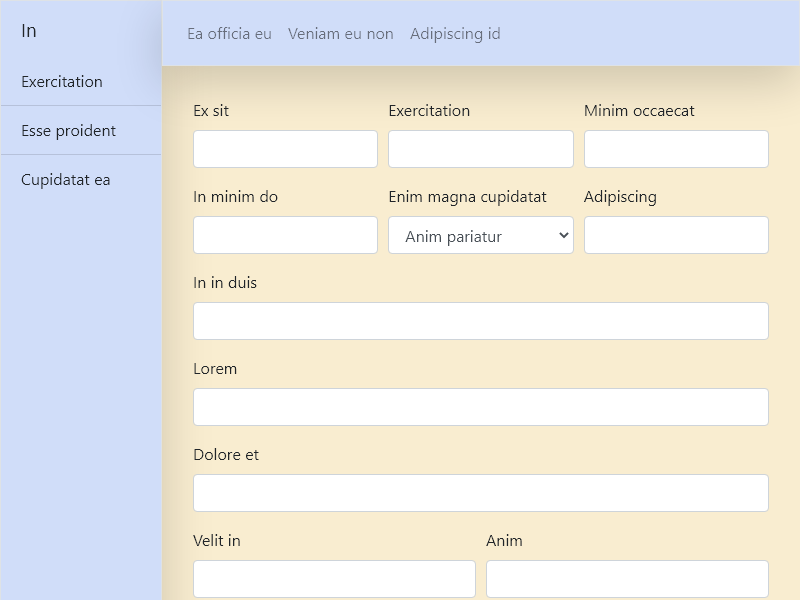 In
Exercitation
Esse proident
Cupidatat ea
Ea officia eu
Veniam eu non
Adipiscing id
Ex sit
Exercitation
Minim occaecat
In minim do
Enim magna cupidatat
Anim pariatur
Adipiscing
In in duis
Lorem
Dolore et
Velit in
Anim